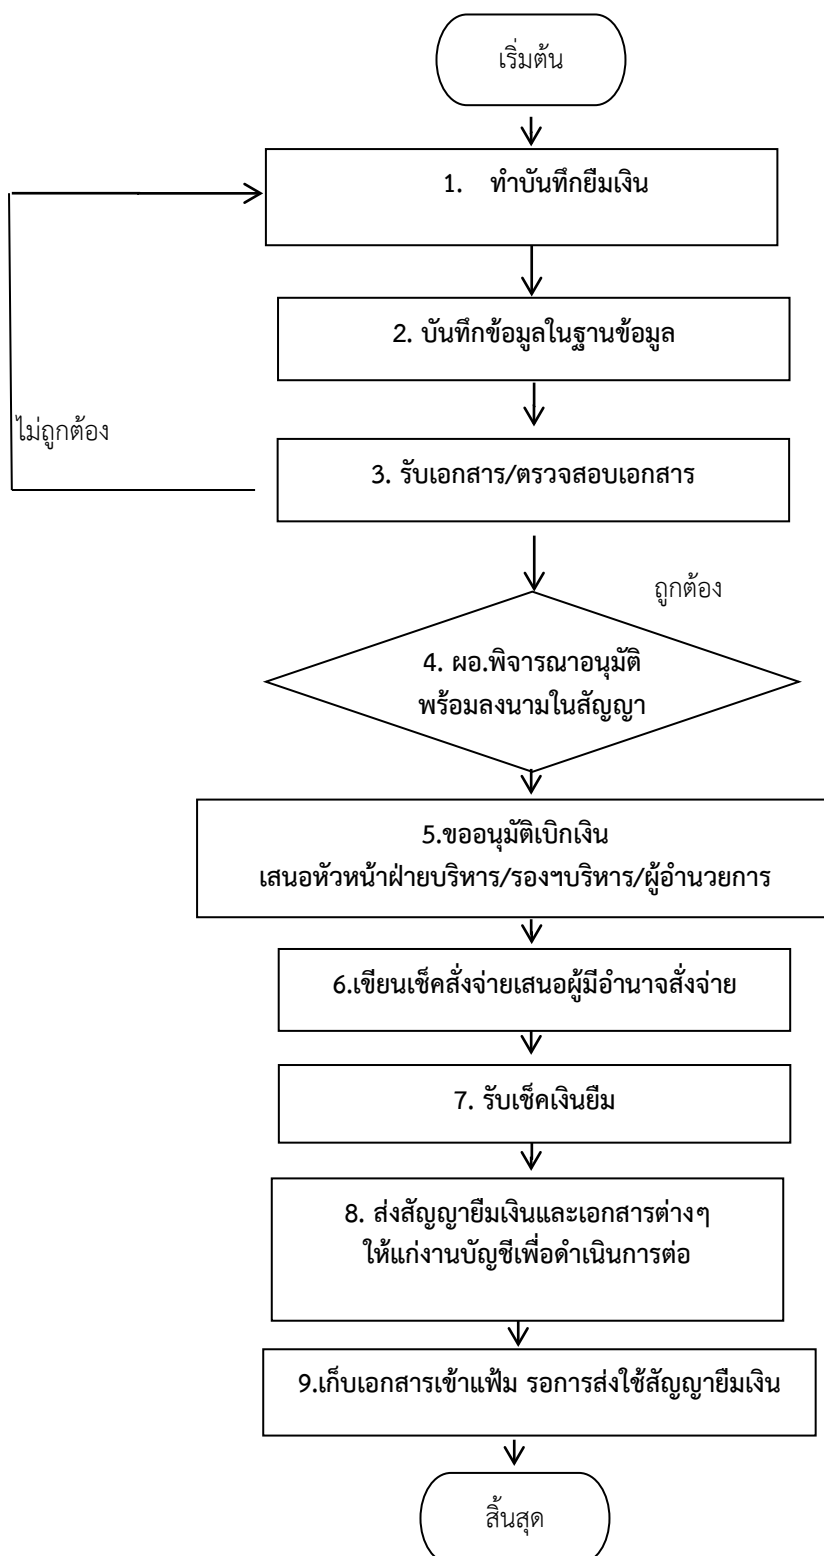 เริ่มต้น
1. ทำบันทึกยืมเงิน
2. บันทึกข้อมูลในฐานข้อมูล
ไม่ถูกต้อง
3. รับเอกสาร/ตรวจสอบเอกสาร
ถูกต้อง
4. ผอ.พิจารณาอนุมัติ
พร้อมลงนามในสัญญา
5.ขออนุมัติเบิกเงิน
เสนอหัวหน้าฝ่ายบริหาร/รองฯบริหาร/ผู้อำนวยการ
6.เขียนเช็คสั่งจ่ายเสนอผู้มีอำนาจสั่งจ่าย
7. รับเช็คเงินยืม
8. ส่งสัญญายืมเงินและเอกสารต่างๆ
ให้แก่งานบัญชีเพื่อดำเนินการต่อ
9.เก็บเอกสารเข้าแฟ้ม รอการส่งใช้สัญญายืมเงิน
สิ้นสุด